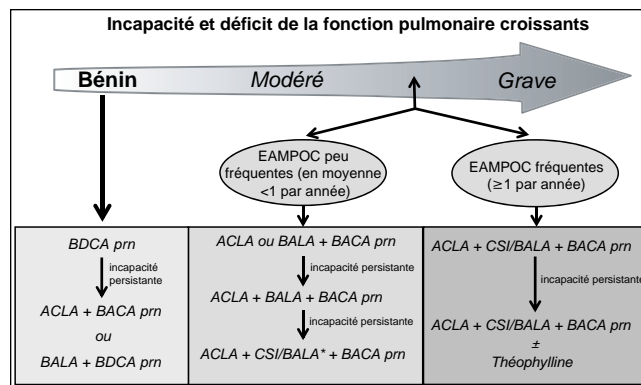 Incapacité et déficit de la fonction pulmonaire croissants
Bénin
Modéré
Grave
EAMPOC peu
fréquentes (en moyenne
<1 par année)
EAMPOC fréquentes
(≥1 par année)
BDCA prn
incapacité
persistante
ACLA + BACA prn
ou
BALA + BDCA prn
ACLA ou BALA + BACA prn
incapacité persistante
ACLA + BALA + BACA prn
incapacité persistante
ACLA + CSI/BALA* + BACA prn
ACLA + CSI/BALA + BACA prn
incapacité persistante
ACLA + CSI/BALA + BACA prn
±
Théophylline